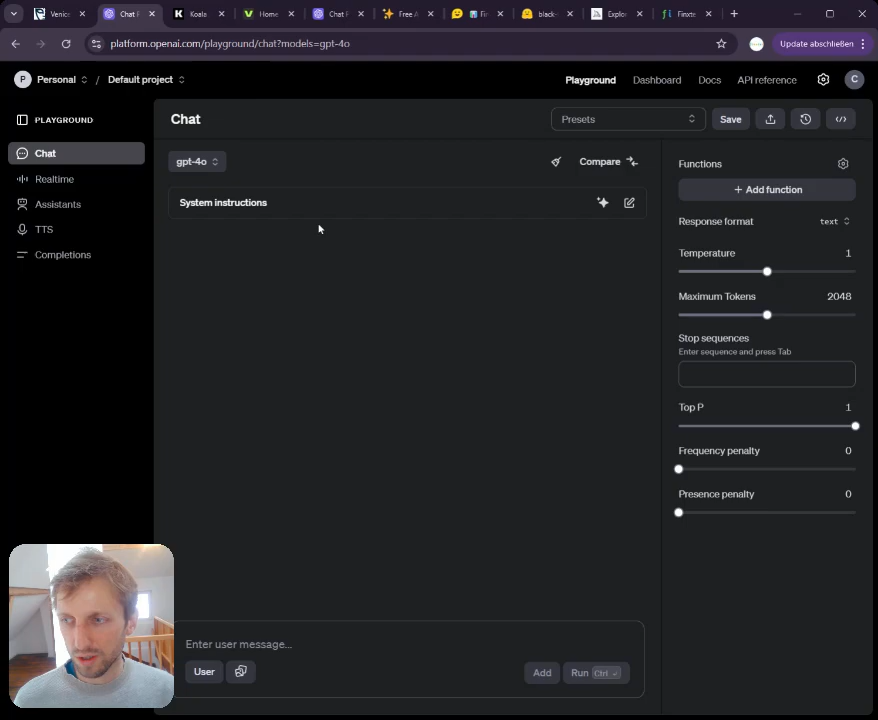 Venice
Chat F
Koala
Home
Chat F
Free A
Fin
black-
Explo
Finxte
platform.openai.com/playground/chat?models=gpt-4o
Update abschließen
P Personal / Default project
Playground Dashboard Docs API reference C
PLAYGROUND
Chat
Realtime
Assistants
TTS
Completions
Chat
Presets
Save
gpt-4o
Compare
System instructions
Functions
+ Add function
Response format text
Temperature 1
Maximum Tokens 2048
Stop sequences
Enter sequence and press Tab
Top P 1
Frequency penalty 0
Presence penalty 0
Enter user message...
User
Add
Run Ctrl